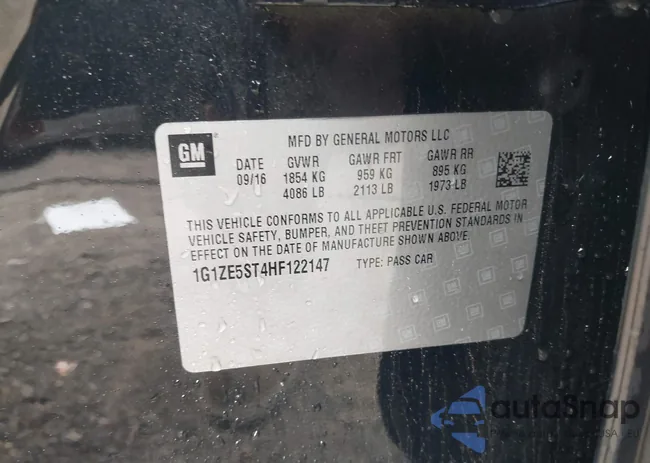 GM
MFD BY GENERAL MOTORS LLC
DATE GVWR GAWR FRT GAWR RR
09/16 1854 KG 959 KG 895 KG
4086 LB 2113 LB 1973 LB
THIS VEHICLE CONFORMS TO ALL APPLICABLE U.S. FEDERAL MOTOR
VEHICLE SAFETY, BUMPER, AND THEFT PREVENTION STANDARDS IN
EFFECT ON THE DATE OF MANUFACTURE SHOWN ABOVE.
1G1ZE5ST4HF122147 TYPE: PASS CAR
autoSnap